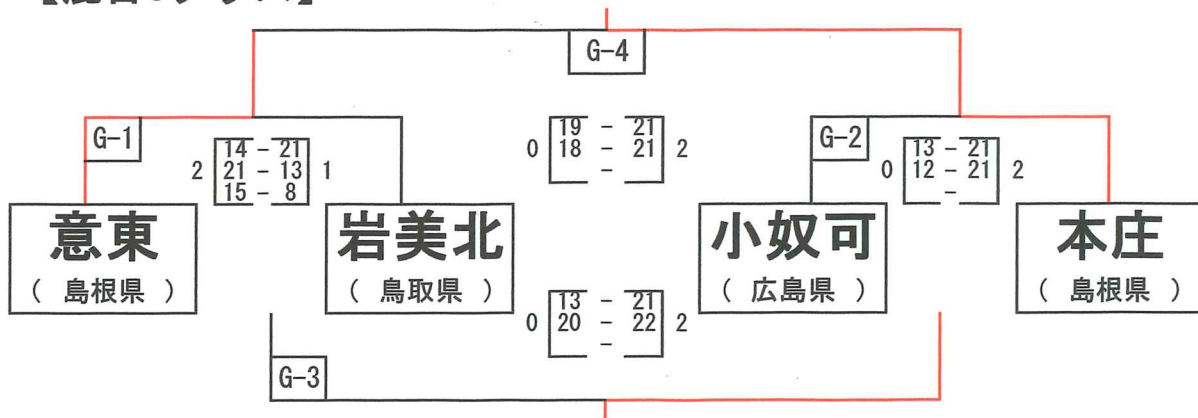 G-4
G-1
14 - 21
2 21 - 13 1
15 - 8
19 - 21
0 18 - 21 2
-
G-2
13 - 21
0 12 - 21 2
-
意東
( 島根県 )
岩美北
( 鳥取県 )
小奴可
( 広島県 )
本庄
( 島根県 )
13 - 21
0 20 - 22 2
-
G-3